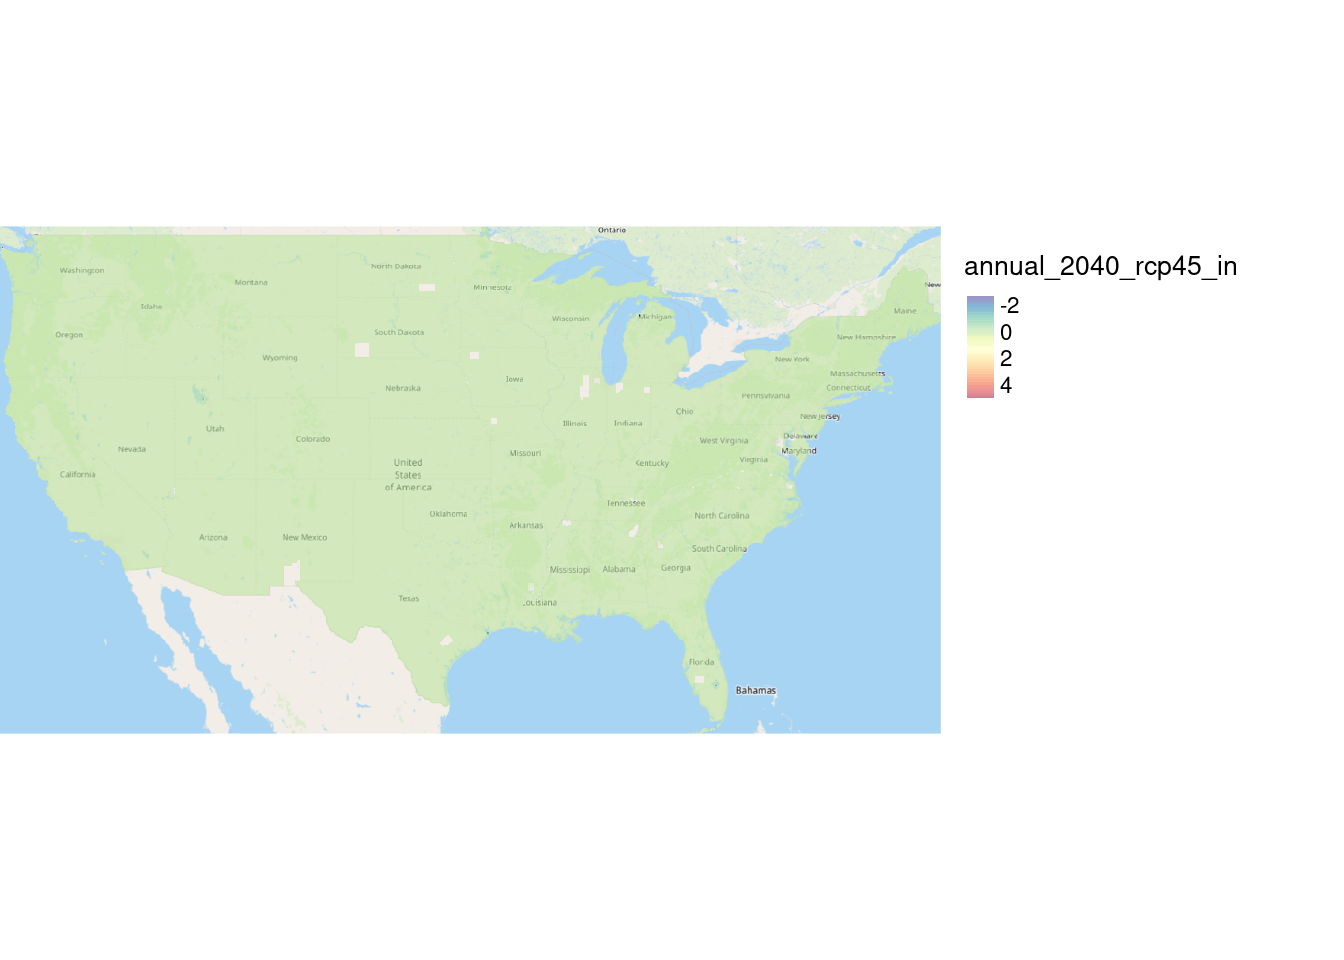 Ontario
Washington
Montana
North Dakota
Minnesota
New
Idaho
Maine
Oregon
South Dakota
Wisconsin
Michigan
New Hampshire
Wyoming
New York
Massachusetts
Iowa
Nebraska
Connecticut
Pennsylvania
Ohio
New Jersey
Utah
Colorado
Illinois
Indiana
Delaware
West Virginia
Nevada
Missouri
Maryland
Virginia
Kentucky
United
States
of America
California
Tennessee
Oklahoma
North Carolina
Arkansas
Arizona
New Mexico
South Carolina
Mississippi
Alabama
Georgia
Texas
Louisiana
Florida
Bahamas
annual_2040_rcp45_in
-2
0
2
4